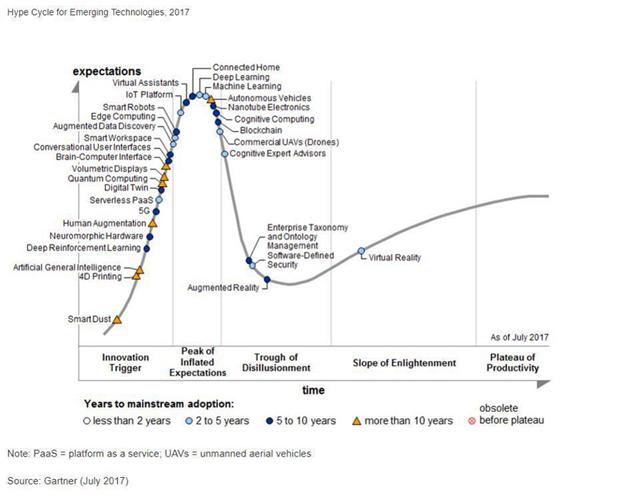 Hype Cycle for Emerging Technologies, 2017
expectations
Connected Home
Deep Learning
Machine Learning
Virtual Assistants
IoT Platform
Autonomous Vehicles
Nanotube Electronics
Smart Robots
Edge Computing
Cognitive Computing
Augmented Data Discovery
Blockchain
Smart Workspace
Commercial UAVs (Drones)
Conversational User Interfaces
Cognitive Expert Advisors
Brain-Computer Interface
Volumetric Displays
Quantum Computing
Digital Twin
Serverless PaaS
5G
Human Augmentation
Neuromorphic Hardware
Deep Reinforcement Learning
Artificial General Intelligence
4D Printing
Smart Dust
Enterprise Taxonomy
and Ontology
Management
Software-Defined
Security
Augmented Reality
Virtual Reality
As of July 2017
Innovation
Trigger
Peak of
Inflated
Expectations
Trough of
Disillusionment
Slope of Enlightenment
Plateau of
Productivity
time
Years to mainstream adoption:
less than 2 years
2 to 5 years
5 to 10 years
more than 10 years
obsolete
before plateau
Note: PaaS = platform as a service; UAVs = unmanned aerial vehicles
Source: Gartner (July 2017)